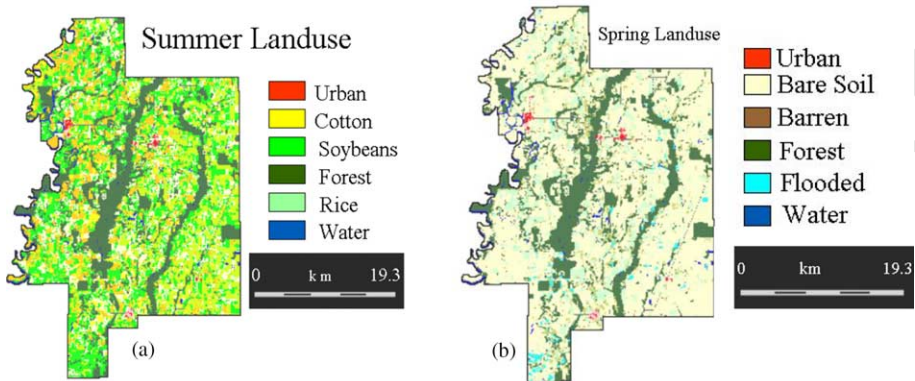 Summer Landuse
Urban
Cotton
Soybeans
Forest
Rice
Water
0 km 19.3
(a)
Spring Landuse
Urban
Bare Soil
Barren
Forest
Flooded
Water
0 km 19.3
(b)